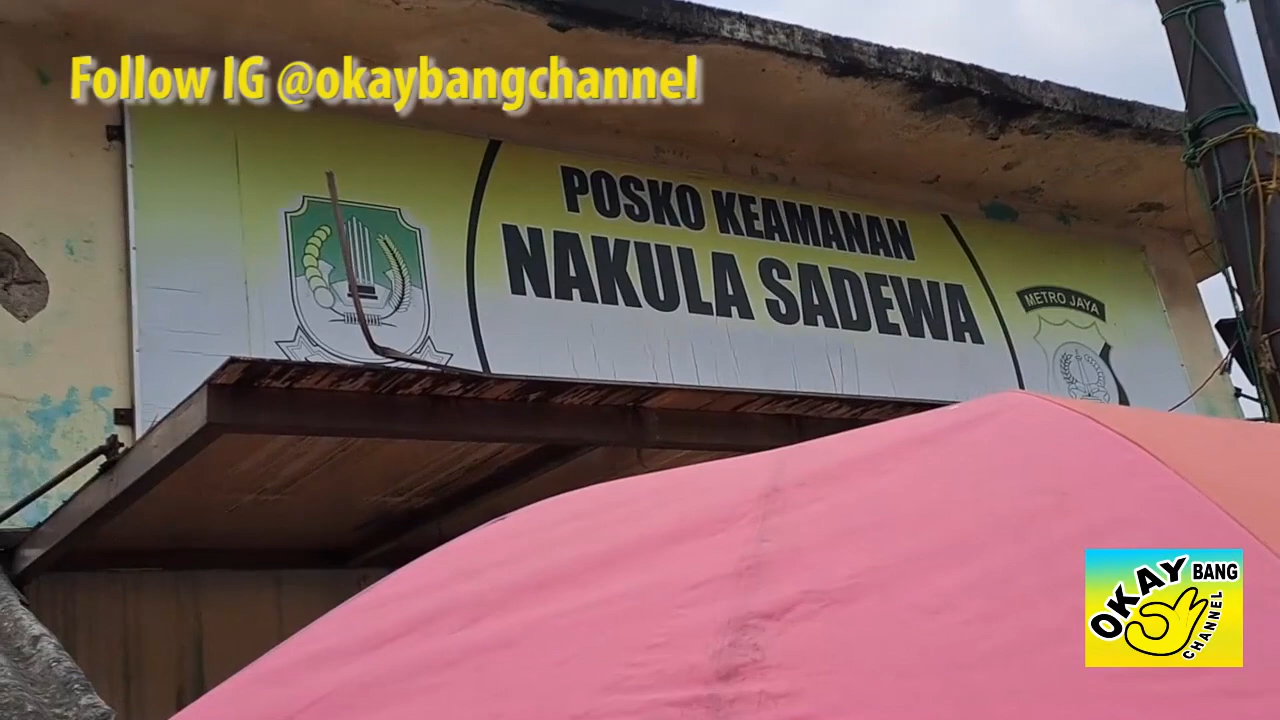 Follow IG @okaybangchannel
POSKO KEAMANAN
NAKULA SADEWA
METRO JAYA
OKAY BANG
CHANNEL